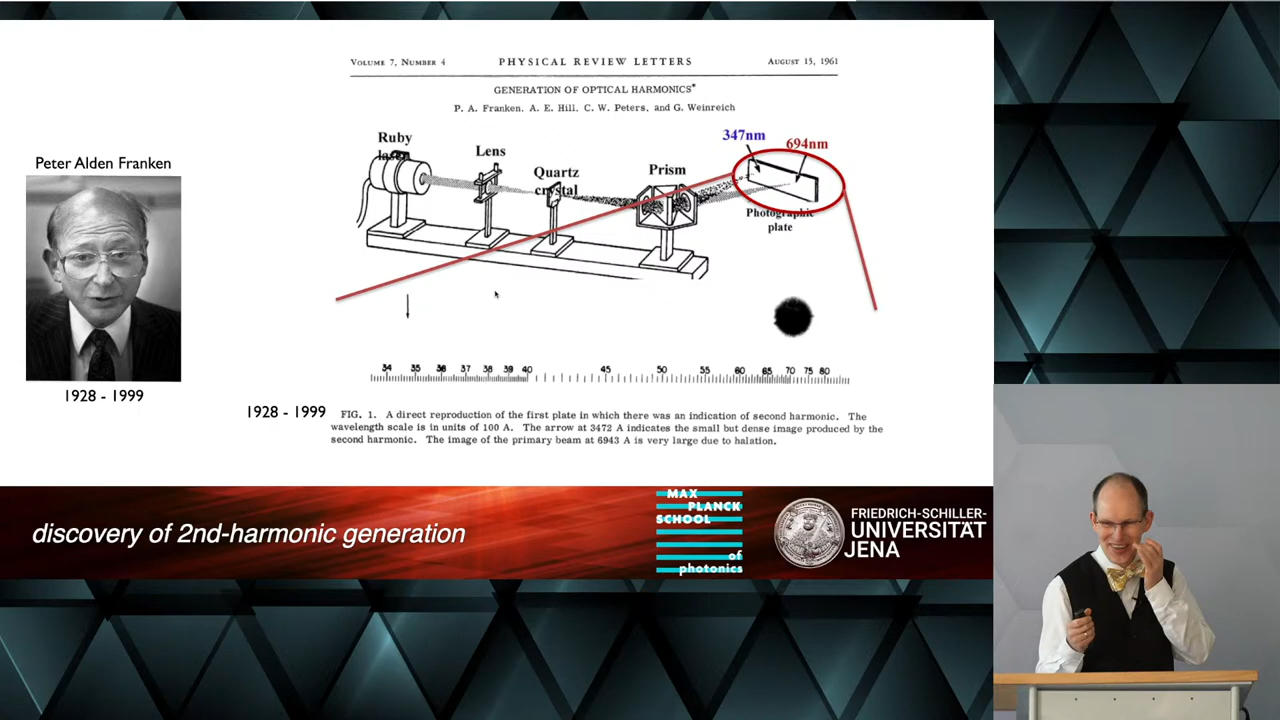 VOLUME 7, NUMBER 4 PHYSICAL REVIEW LETTERS AUGUST 15, 1961
GENERATION OF OPTICAL HARMONICS*
P. A. Franken, A. E. Hill, C. W. Peters, and G. Weinreich
Peter Alden Franken
1928 - 1999
Ruby
laser
Lens
Quartz
crystal
Prism
347nm
694nm
Photographic
plate
34 35 36 37 38 39 40 45 50 55 60 65 70 75 80
1928 - 1999
FIG. 1. A direct reproduction of the first plate in which there was an indication of second harmonic. The
wavelength scale is in units of 100 A. The arrow at 3472 A indicates the small but dense image produced by the
second harmonic. The image of the primary beam at 6943 A is very large due to halation.
discovery of 2nd-harmonic generation
MAX
PLANCK
SCHOOL
of
photonics
FRIEDRICH-SCHILLER-
UNIVERSITÄT
JENA